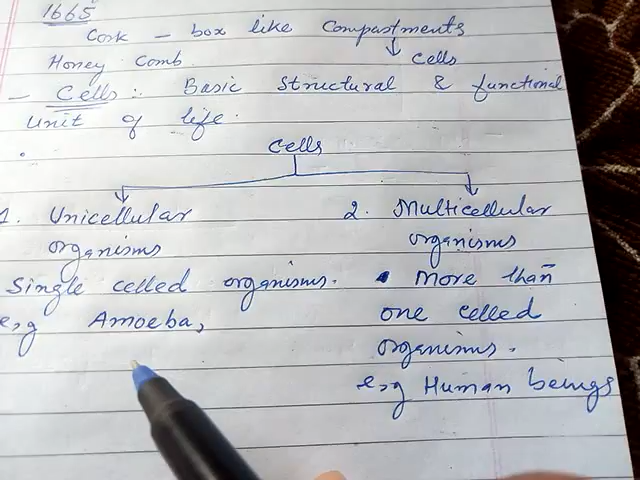 1665
Cork – box like Compartments
↓
Honey Comb Cells
– Cells :- Basic Structural & functional
Unit of life.
Cells
1. Unicellular 2. Multicellular
organisms organisms
Single celled organisms. • More than
e,g Amoeba, one celled
organisms.
e,g Human beings